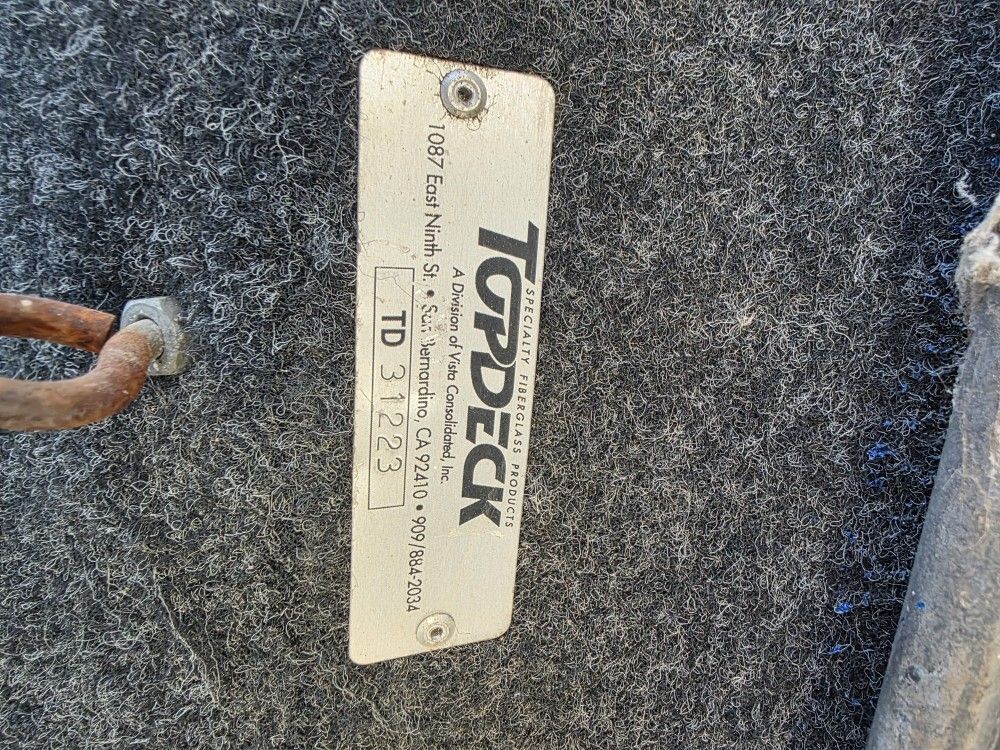 SPECIALTY FIBERGLASS PRODUCTS
TOPDECK
A Division of Vista Consolidated, Inc.
1087 East Ninth St. • San Bernardino, CA 92410 • 909/884-2034
TD 31223